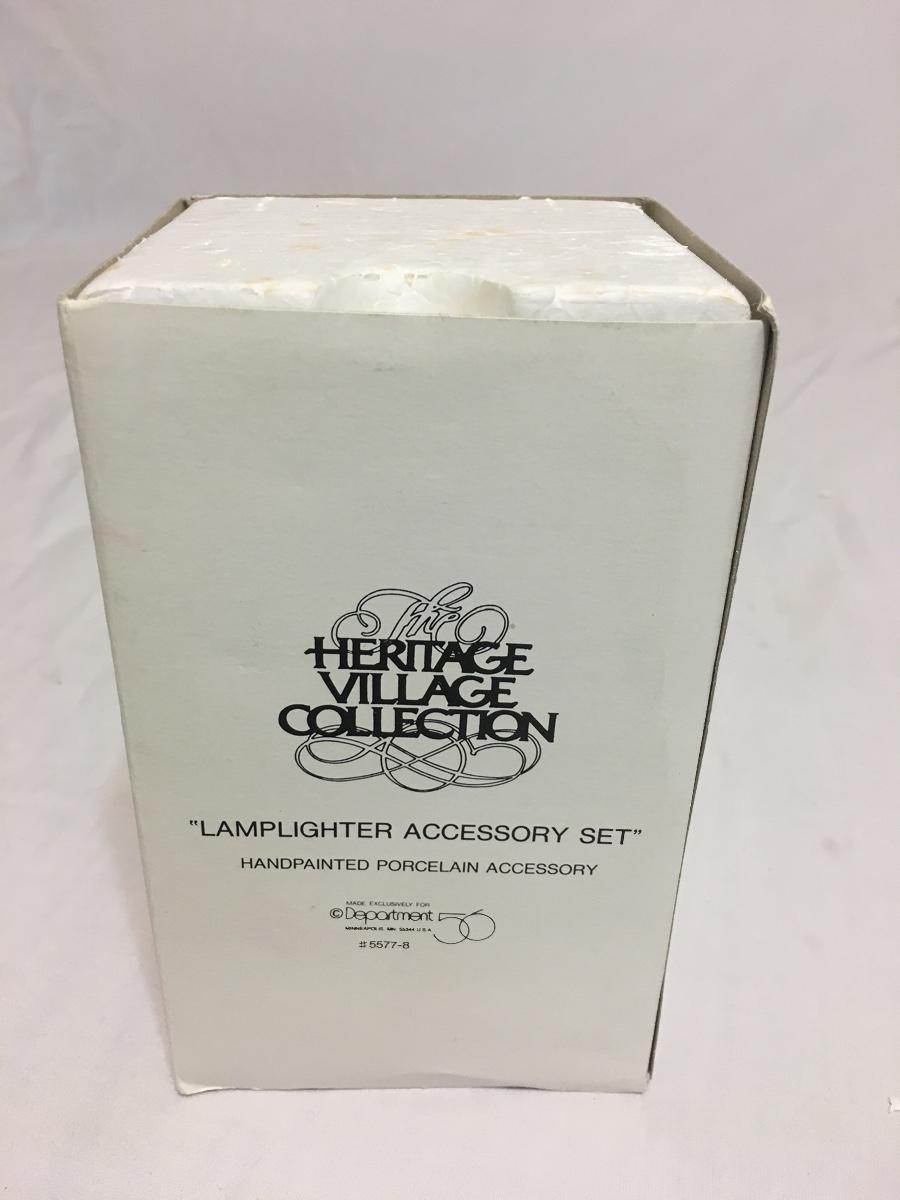 The
HERITAGE
VILLAGE
COLLECTION
"LAMPLIGHTER ACCESSORY SET"
HANDPAINTED PORCELAIN ACCESSORY
MADE EXCLUSIVELY FOR
© Department 56
MINNEAPOLIS, MN 55344 U.S.A.
#5577-8